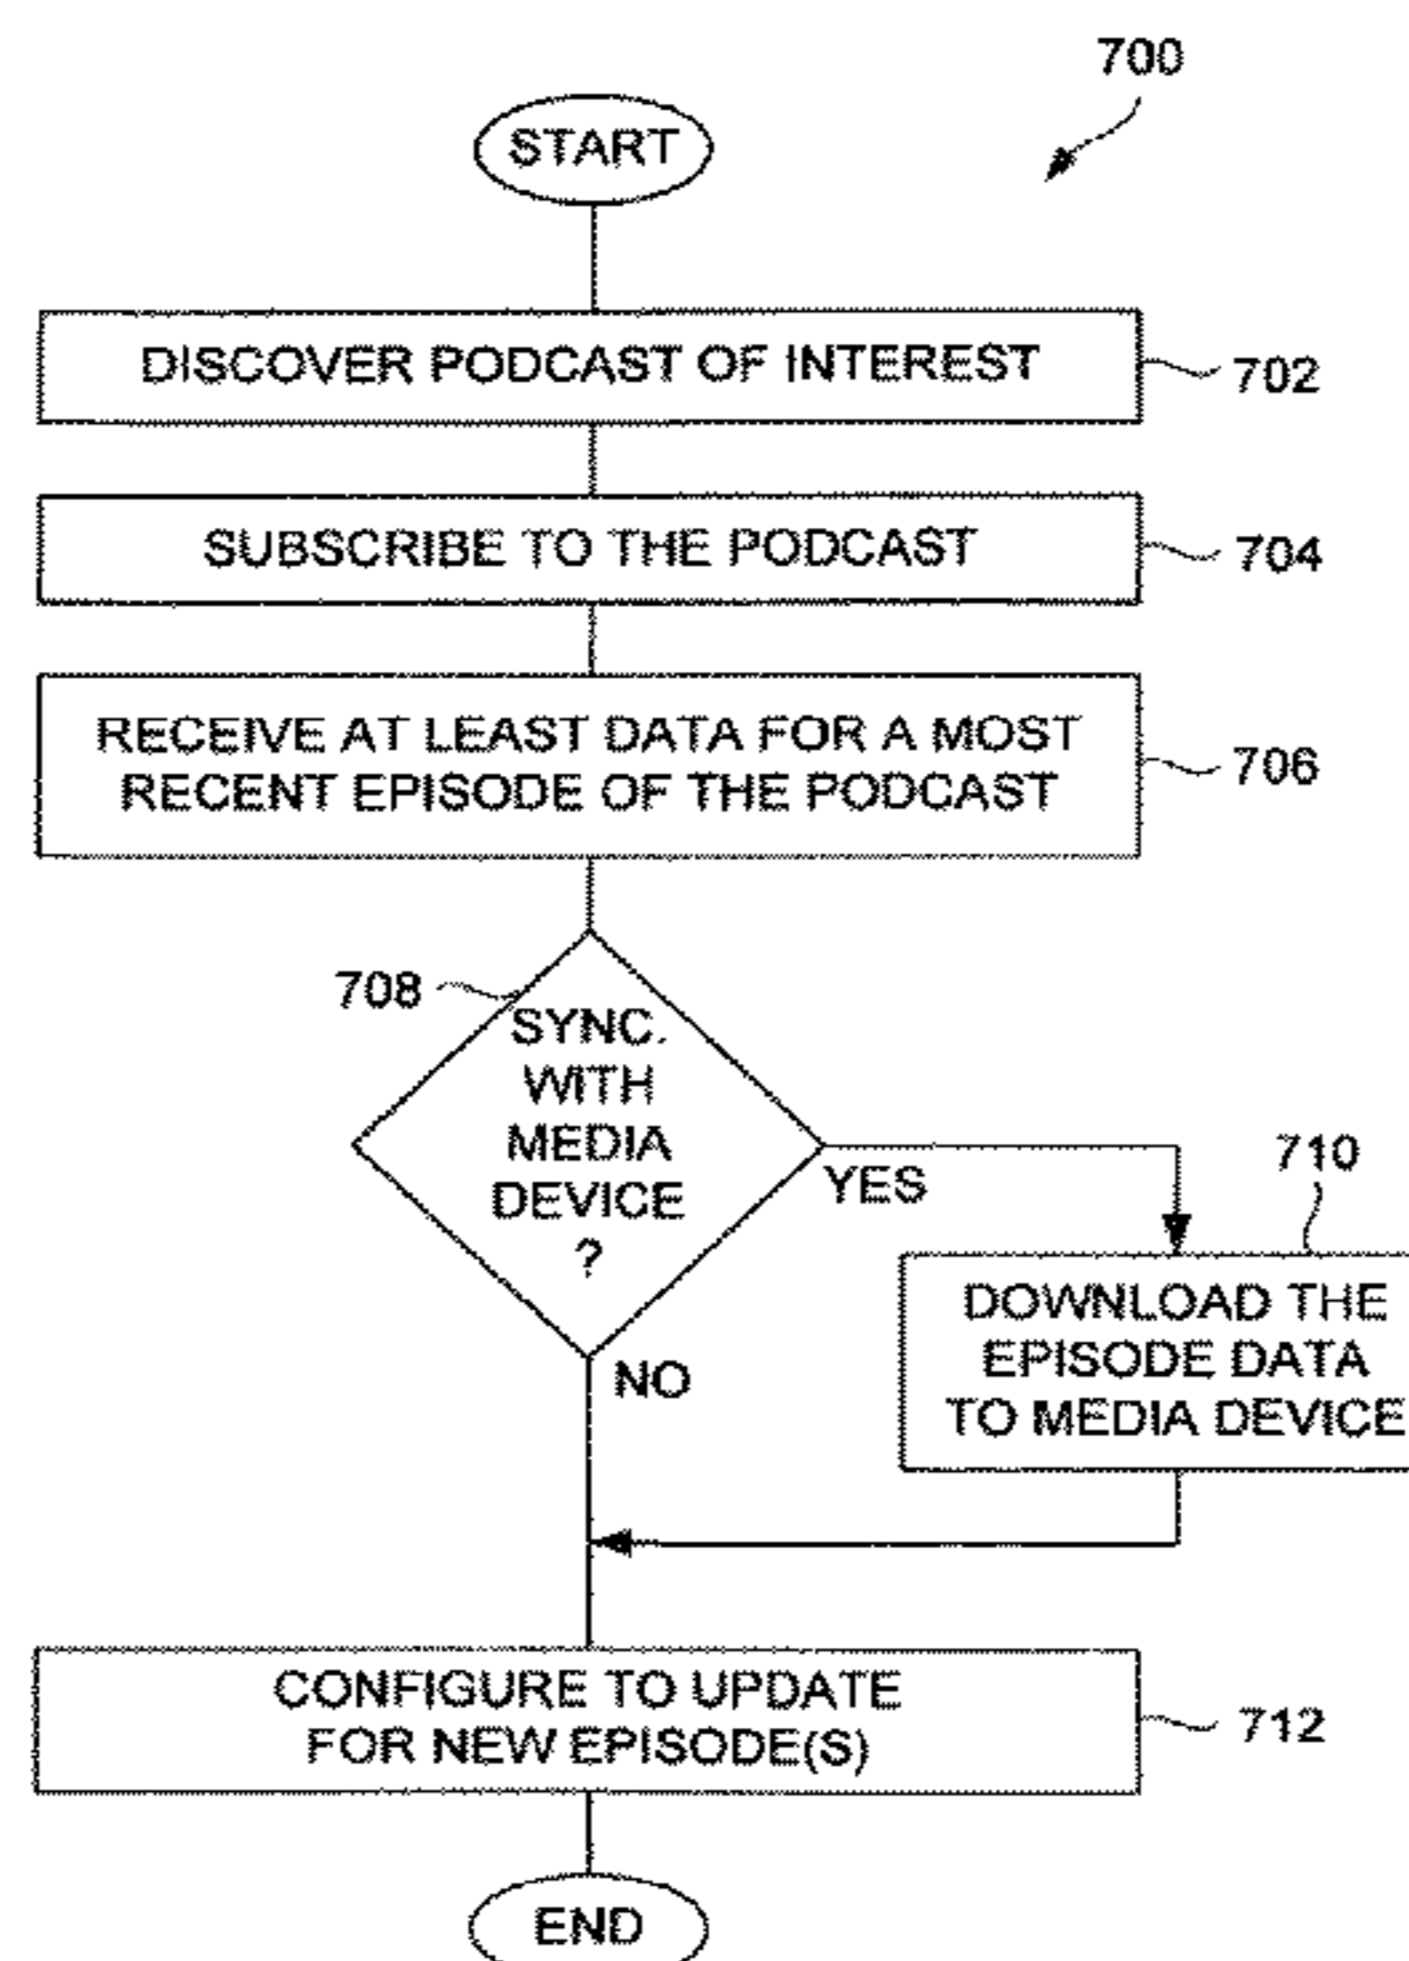 700
START
DISCOVER PODCAST OF INTEREST
702
SUBSCRIBE TO THE PODCAST
704
RECEIVE AT LEAST DATA FOR A MOST
RECENT EPISODE OF THE PODCAST
706
708
SYNC.
WITH
MEDIA
DEVICE
?
YES
NO
710
DOWNLOAD THE
EPISODE DATA
TO MEDIA DEVICE
CONFIGURE TO UPDATE
FOR NEW EPISODE(S)
712
END